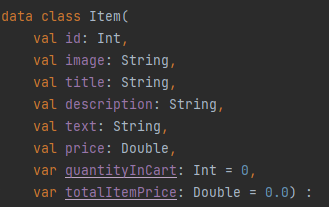 data class Item(
    val id: Int,
    val image: String,
    val title: String,
    val description: String,
    val text: String,
    val price: Double,
    var quantityInCart: Int = 0,
    var totalItemPrice: Double = 0.0) :